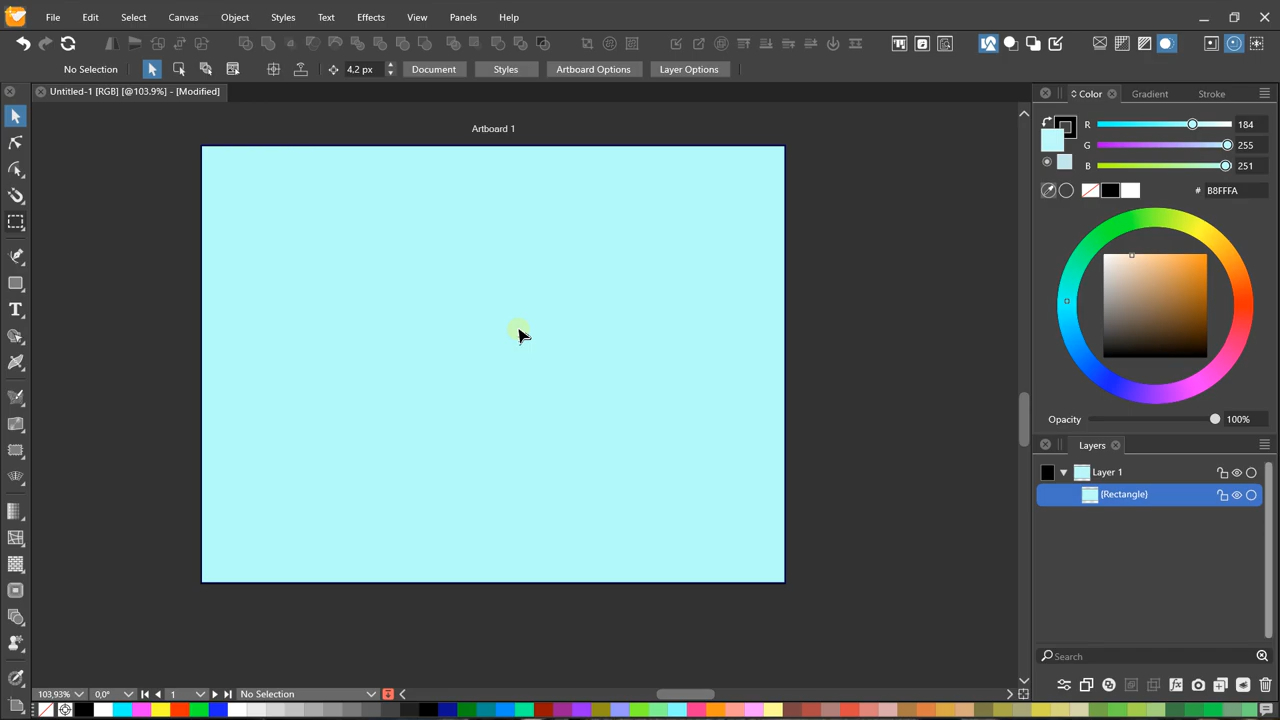 File Edit Select Canvas Object Styles Text Effects View Panels Help
No Selection 4,2 px Document Styles Artboard Options Layer Options
Untitled-1 [RGB] [@103.9%] - [Modified]
Artboard 1
Color Gradient Stroke
R 184
G 255
B 251
# B8FFFA
Opacity 100%
Layers
Layer 1
(Rectangle)
Search
103,93% 0,0° 1 No Selection